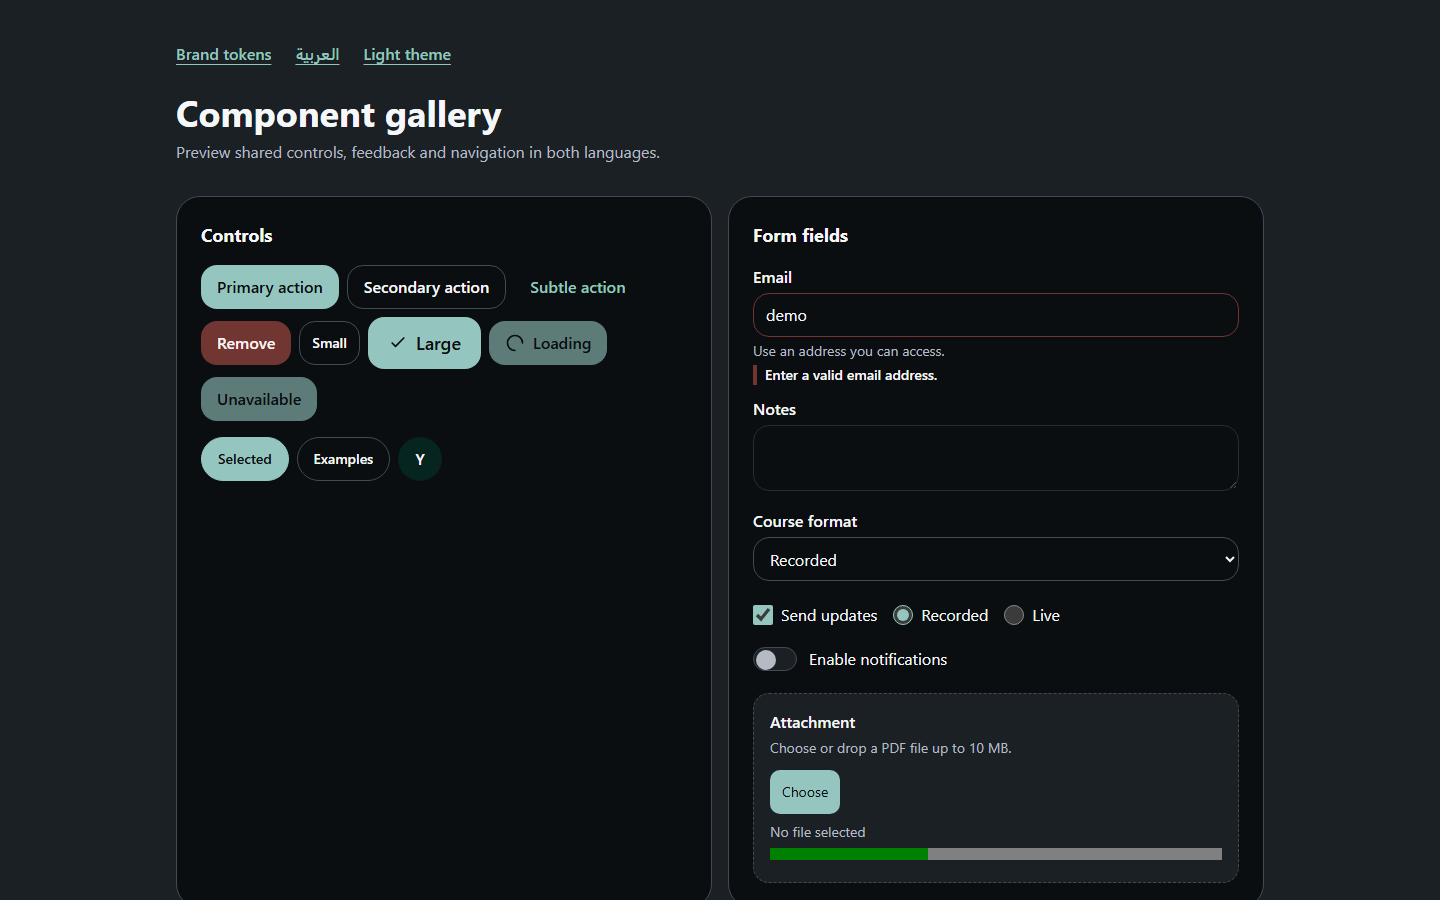 Brand tokens العربية Light theme
Component gallery
Preview shared controls, feedback and navigation in both languages.
Controls
Primary action Secondary action Subtle action
Remove Small Large Loading
Unavailable
Selected Examples Y
Form fields
Email
demo
Use an address you can access.
Enter a valid email address.
Notes
Course format
Recorded
Send updates Recorded Live
Enable notifications
Attachment
Choose or drop a PDF file up to 10 MB.
Choose
No file selected